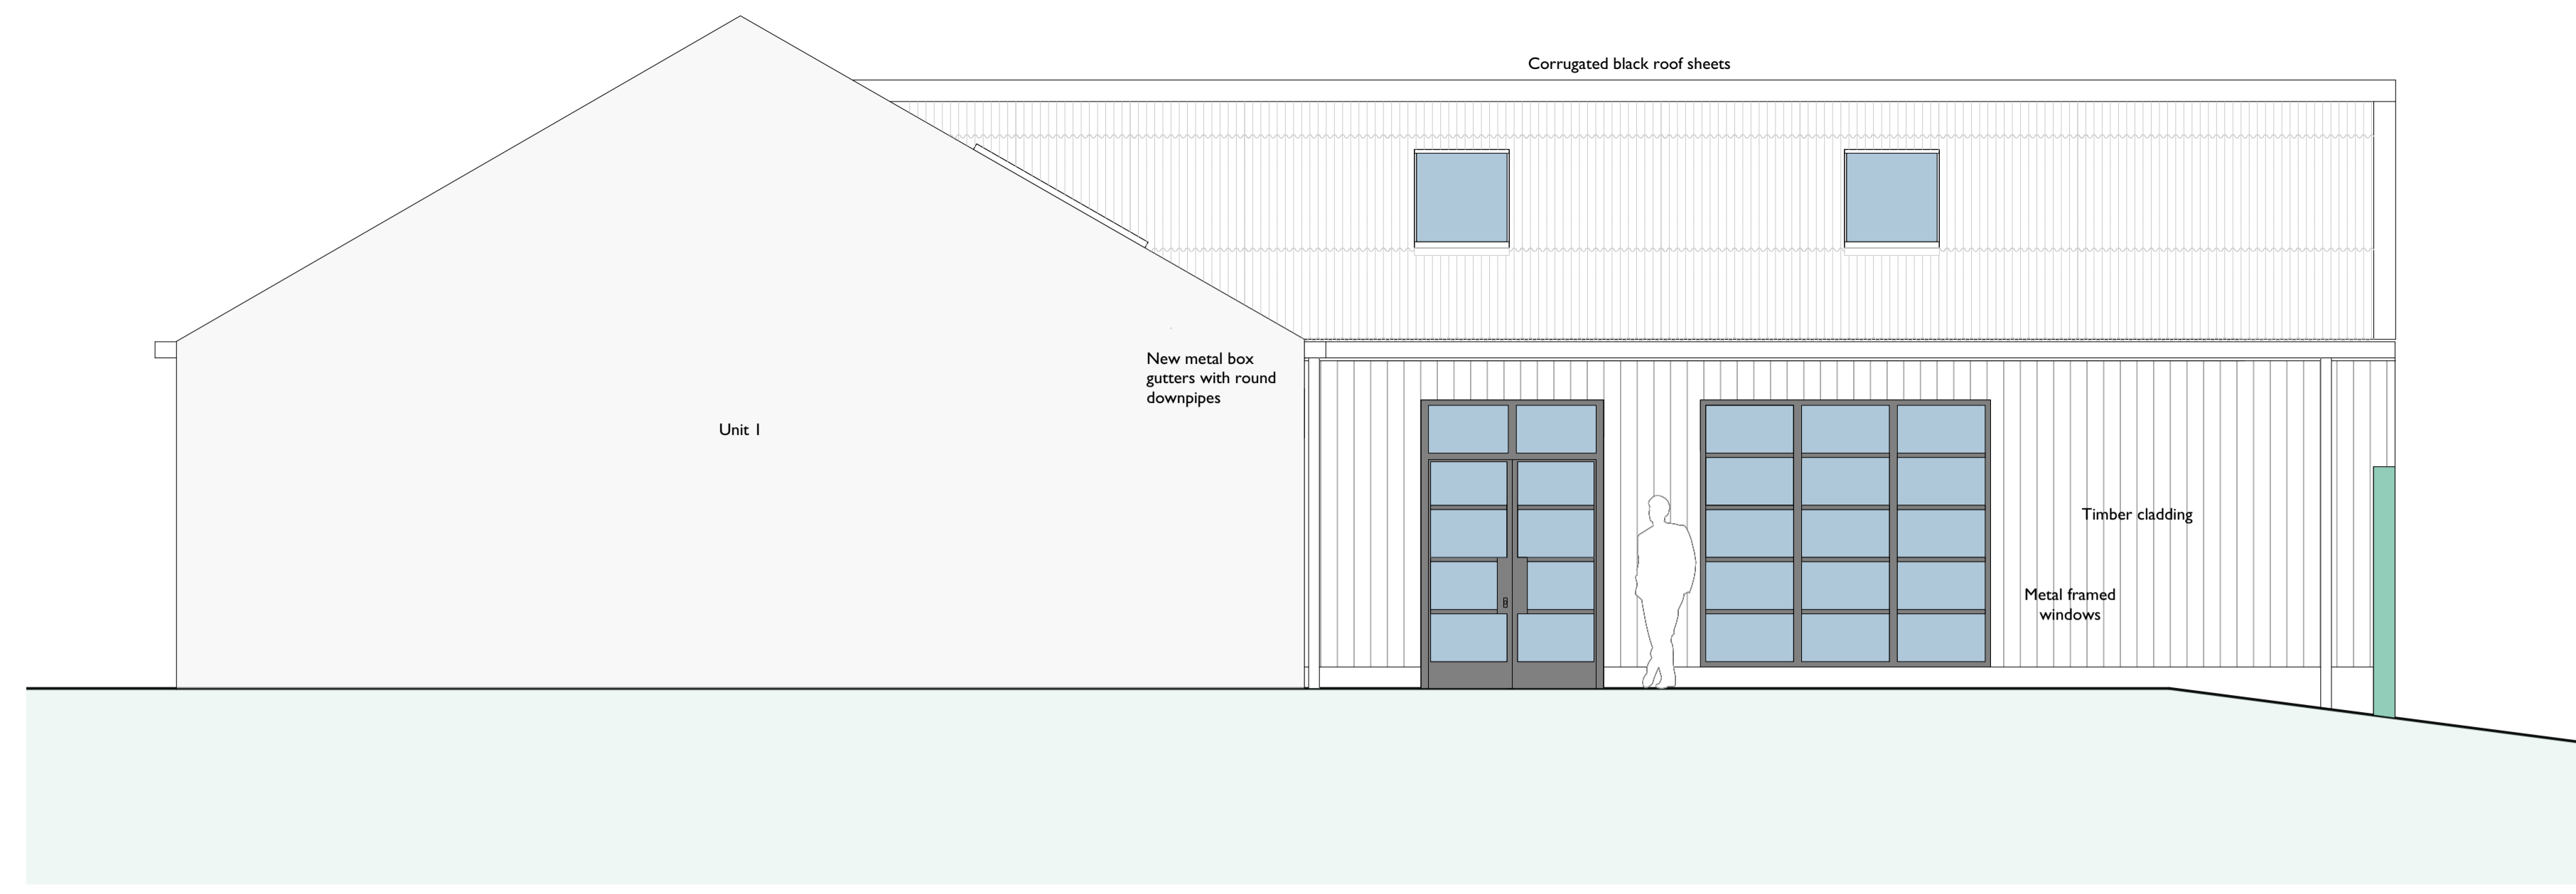 Corrugated black roof sheets
New metal box
gutters with round
downpipes
Unit 1
Timber cladding
Metal framed
windows